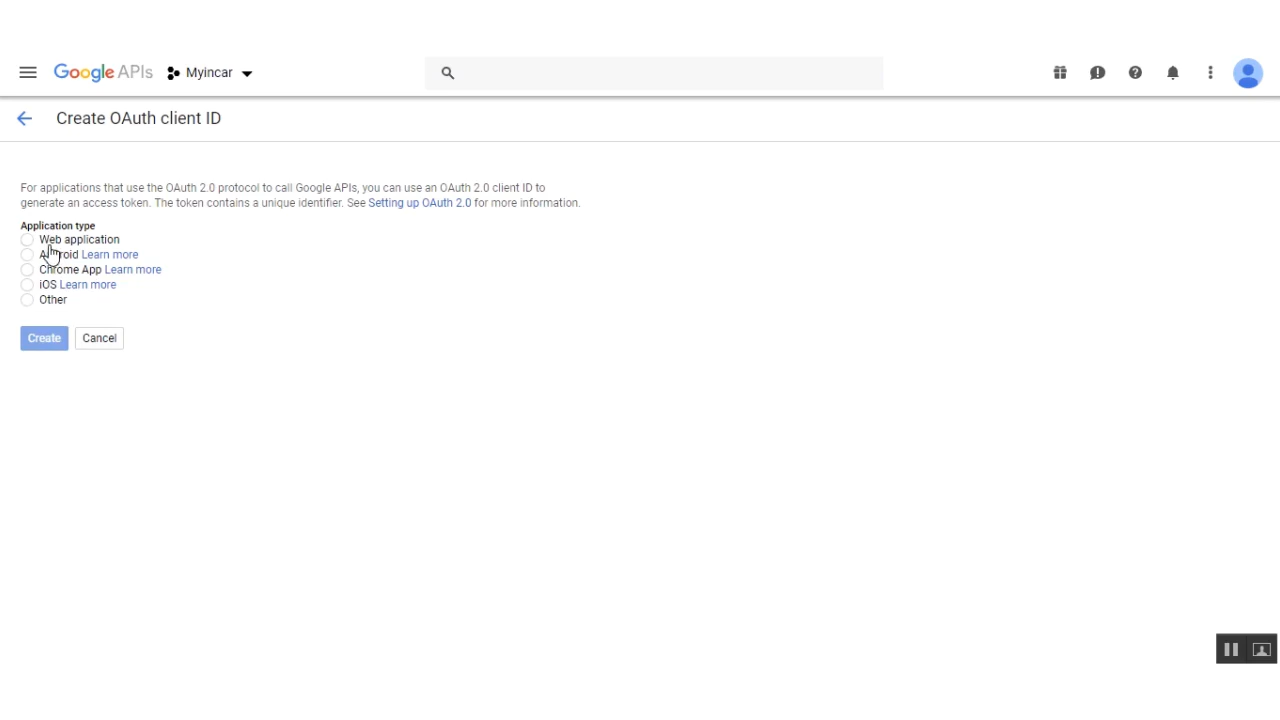 Google APIs Myincar
Create OAuth client ID
For applications that use the OAuth 2.0 protocol to call Google APIs, you can use an OAuth 2.0 client ID to
generate an access token. The token contains a unique identifier. See Setting up OAuth 2.0 for more information.
Application type
Web application
Android Learn more
Chrome App Learn more
iOS Learn more
Other
Create Cancel